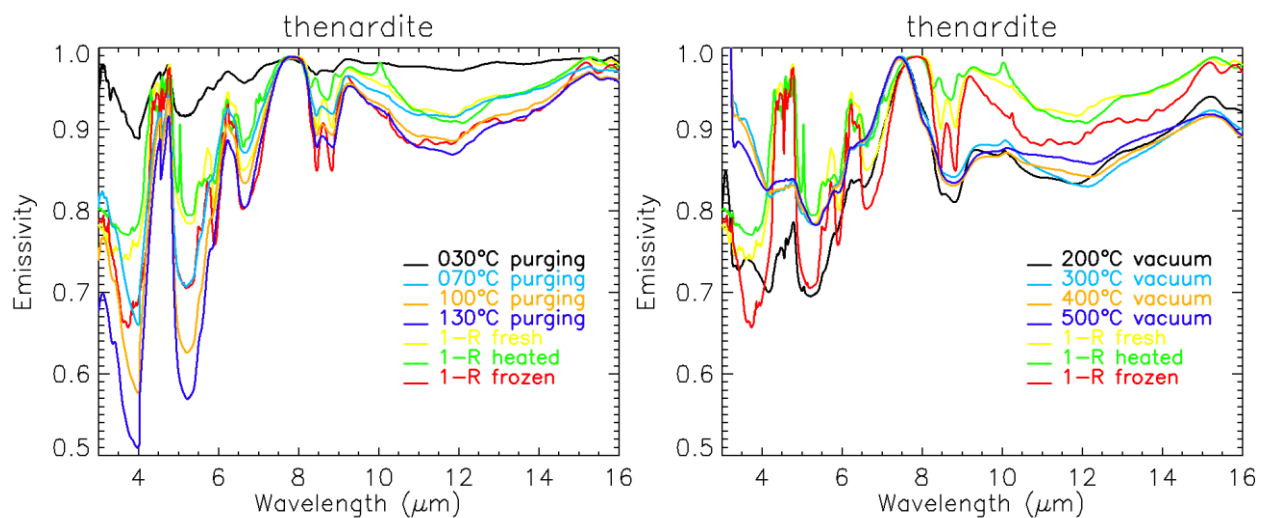 thenardite
Emissivity
1.0
0.9
0.8
0.7
0.6
0.5
030°C purging
070°C purging
100°C purging
130°C purging
1-R fresh
1-R heated
1-R frozen
4 6 8 10 12 14 16
Wavelength (μm)
thenardite
Emissivity
1.0
0.9
0.8
0.7
0.6
0.5
200°C vacuum
300°C vacuum
400°C vacuum
500°C vacuum
1-R fresh
1-R heated
1-R frozen
4 6 8 10 12 14 16
Wavelength (μm)